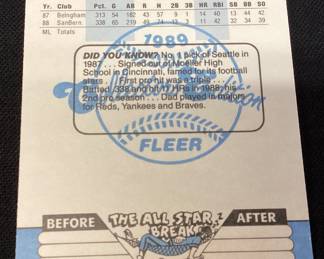 Yr. Club Pct. G AB R H 2B 3B HR RBI SB BB SO
87 Belngham 313 54 182 43 57 9 1 14 40 13 44 42
88 SanBern 338 65 219 74 13 11
ML Totals
1989
DID YOU KNOW? No. 1 pick of Seattle in
1987 . . . Signed out of Moeller High
School in Cincinnati, famed for its football
stars . . . First pro hit was a triple . . .
Batted .338 and hit 11 HRs in 1988, his
2nd pro season . . . Dad played in majors
for Reds, Yankees and Braves.
FLEER
BEFORE THE ALL STAR AFTER
BREAK